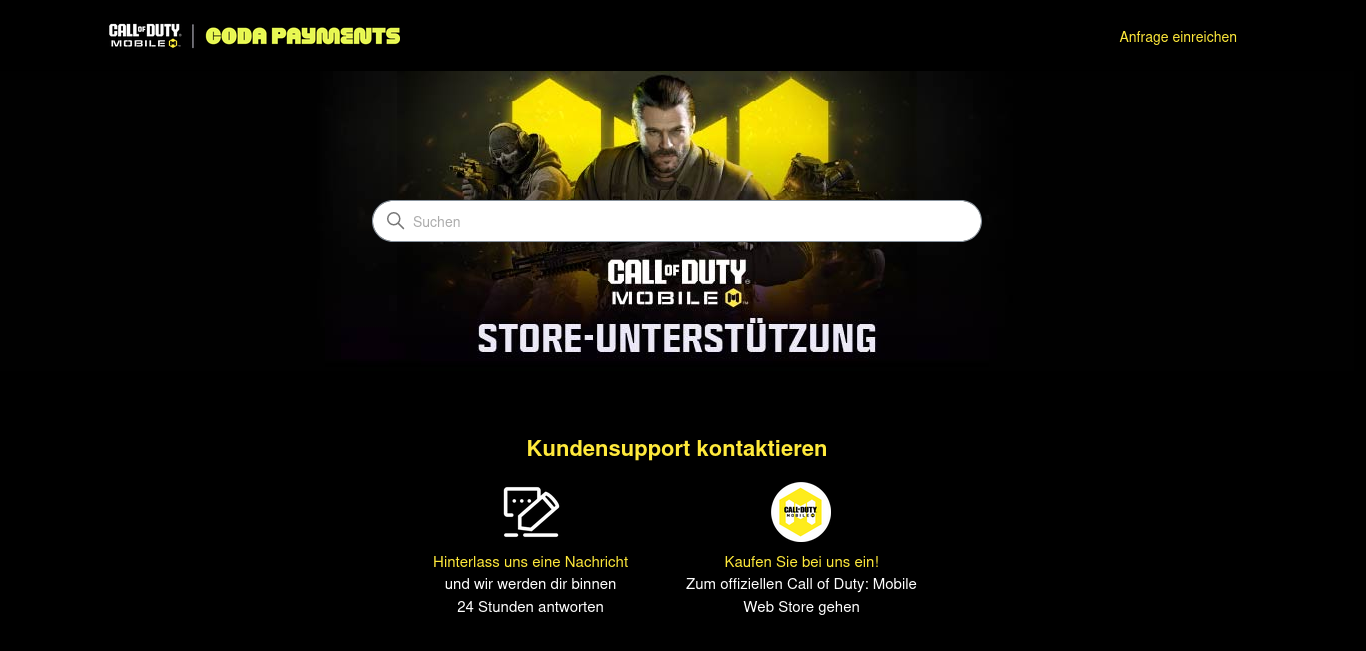 CALL OF DUTY
MOBILE
CODA PAYMENTS
Anfrage einreichen
Suchen
CALL OF DUTY
MOBILE
STORE-UNTERSTÜTZUNG
Kundensupport kontaktieren
CALL OF DUTY
MOBILE
Hinterlass uns eine Nachricht
und wir werden dir binnen
24 Stunden antworten
Kaufen Sie bei uns ein!
Zum offiziellen Call of Duty: Mobile
Web Store gehen